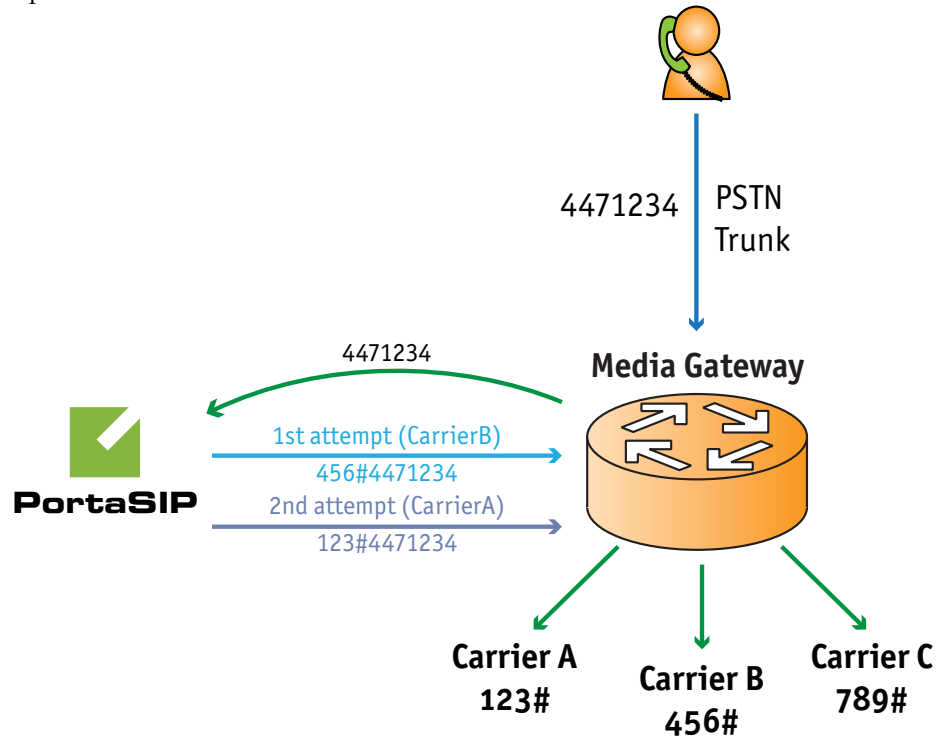 4471234
PSTN
Trunk
Media Gateway
4471234
1st attempt (CarrierB)
456#4471234
PortaSIP
2nd attempt (CarrierA)
123#4471234
Carrier A
123#
Carrier B
456#
Carrier C
789#